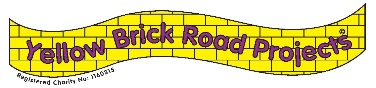 Yellow Brick Road Projects
Registered Charity No: 1160815